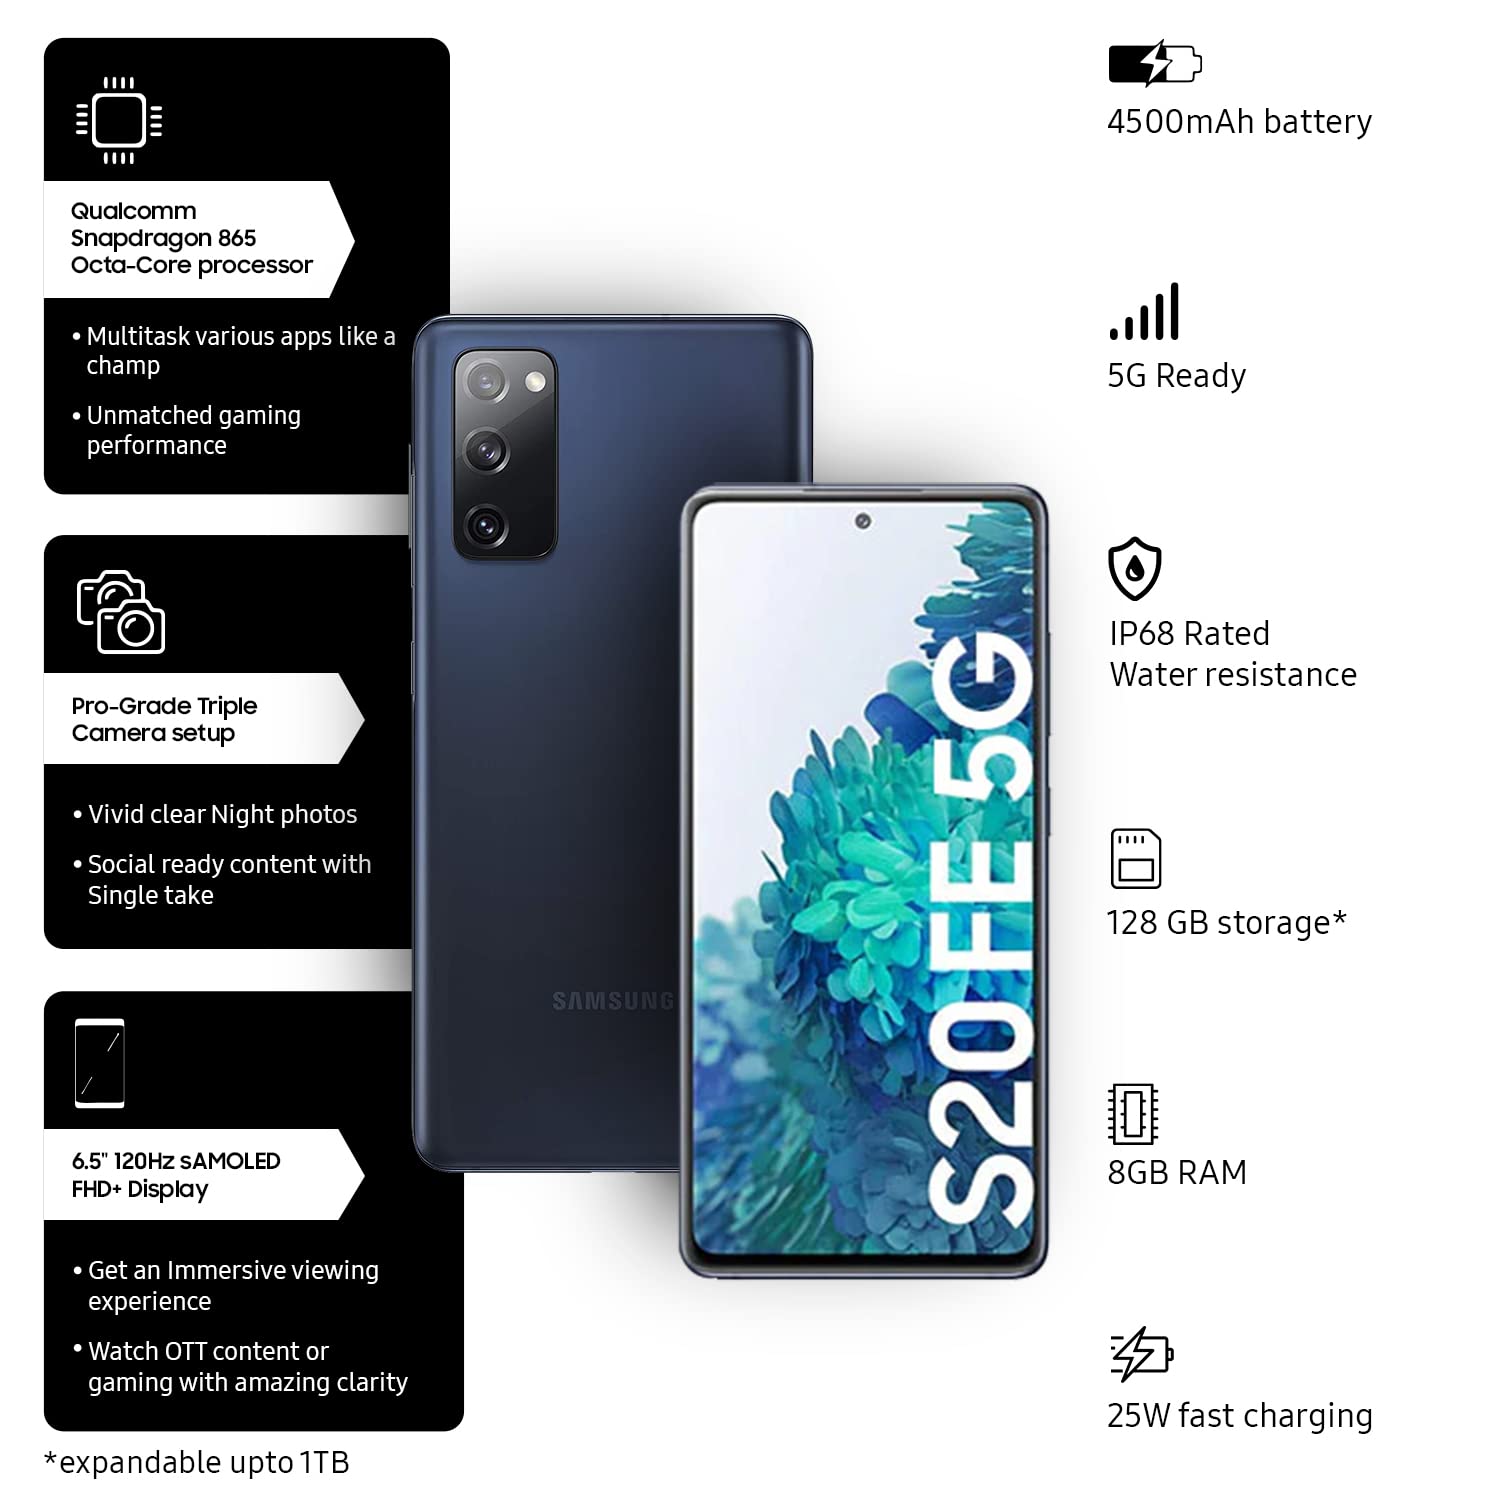 Qualcomm
Snapdragon 865
Octa-Core processor
• Multitask various apps like a
champ
• Unmatched gaming
performance
Pro-Grade Triple
Camera setup
• Vivid clear Night photos
• Social ready content with
Single take
6.5" 120Hz sAMOLED
FHD+ Display
• Get an Immersive viewing
experience
• Watch OTT content or
gaming with amazing clarity
*expandable upto 1TB
SAMSUNG
S20 FE 5G
4500mAh battery
5G Ready
IP68 Rated
Water resistance
128 GB storage*
8GB RAM
25W fast charging